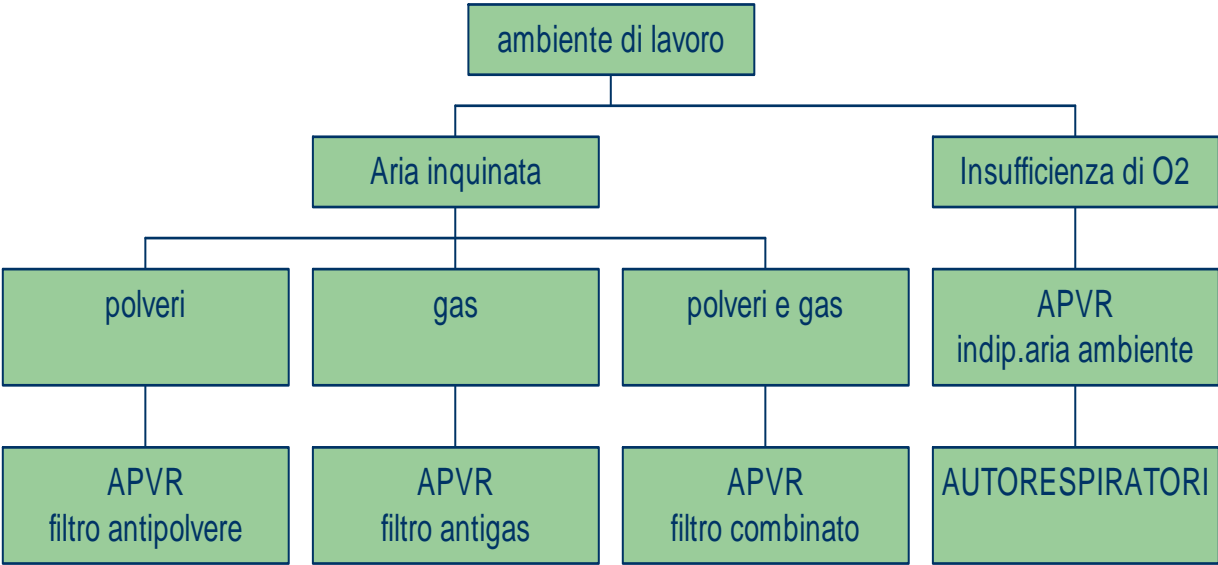 ambiente di lavoro
Aria inquinata
Insufficienza di O2
polveri
gas
polveri e gas
APVR
indip.aria ambiente
APVR
filtro antipolvere
APVR
filtro antigas
APVR
filtro combinato
AUTORESPIRATORI